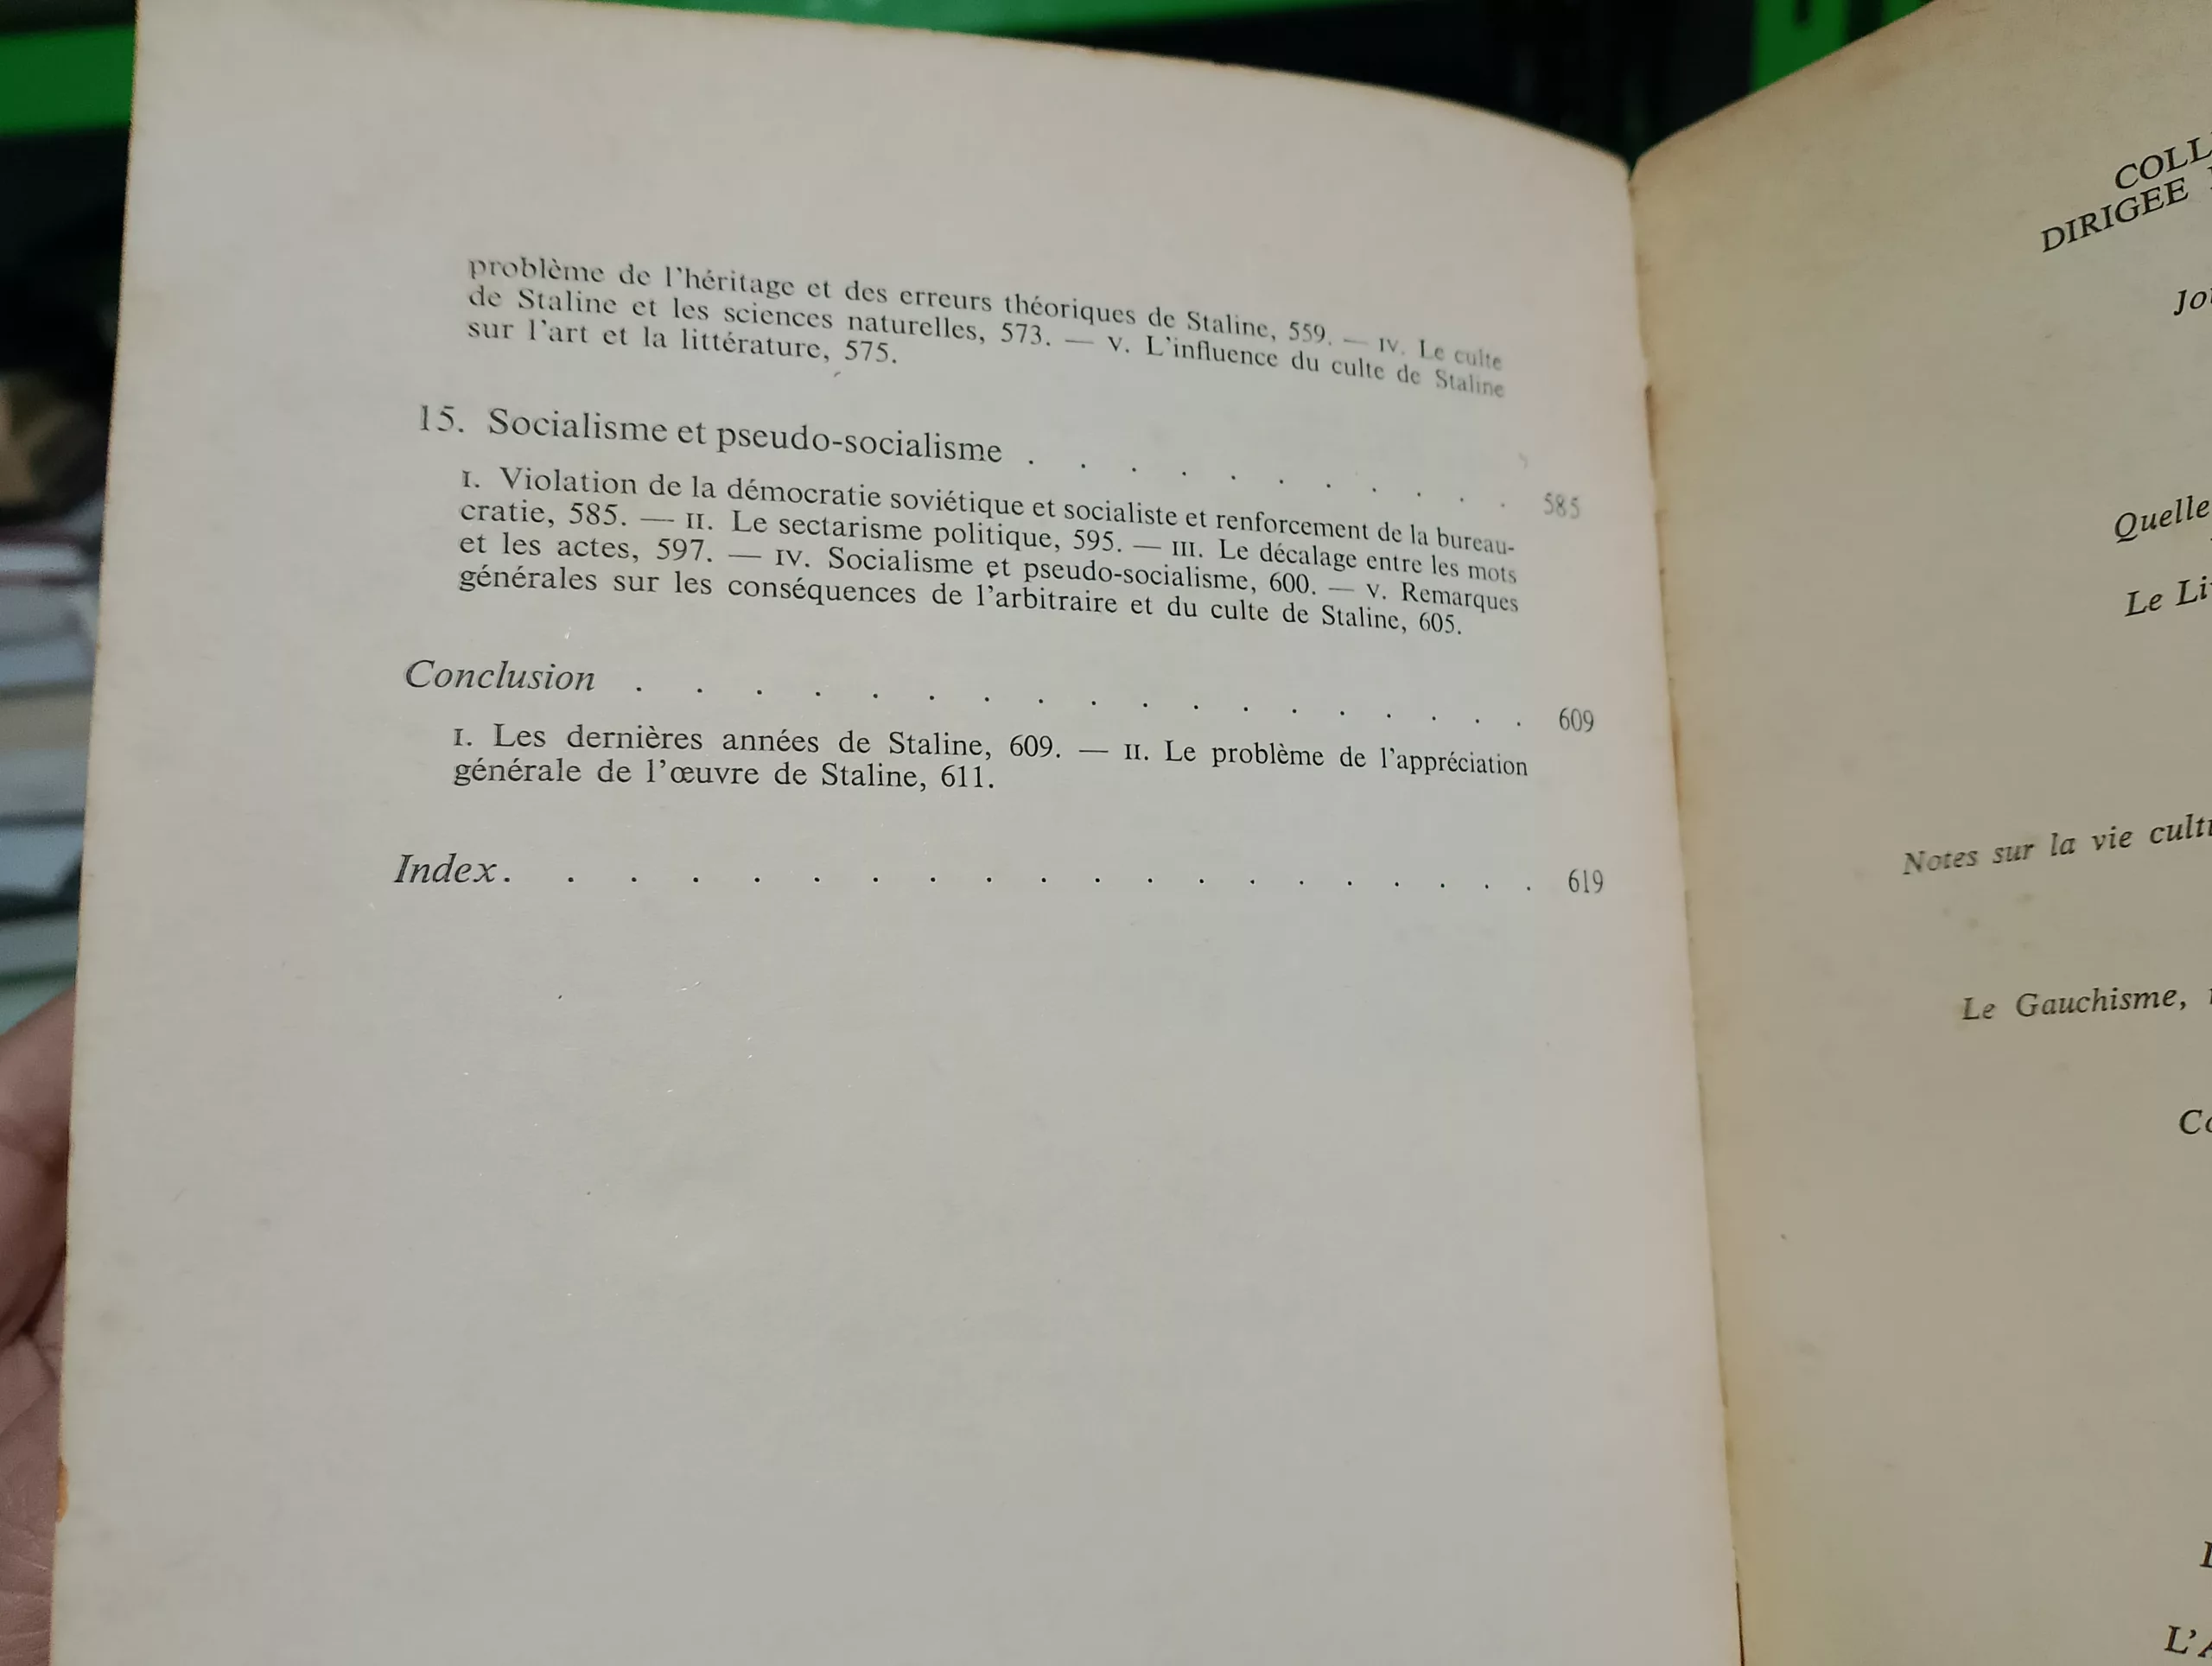 problème de l'héritage et des erreurs théoriques de Staline, 559. — IV. Le culte
de Staline et les sciences naturelles, 573. — V. L'influence du culte de Staline
sur l'art et la littérature, 575.
15. Socialisme et pseudo-socialisme . . . . . . . . . . 585
I. Violation de la démocratie soviétique et socialiste et renforcement de la bureau-
cratie, 585. — II. Le sectarisme politique, 595. — III. Le décalage entre les mots
et les actes, 597. — IV. Socialisme et pseudo-socialisme, 600. — V. Remarques
générales sur les conséquences de l'arbitraire et du culte de Staline, 605.
Conclusion . . . . . . . . . . . . . . . . . 609
I. Les dernières années de Staline, 609. — II. Le problème de l'appréciation
générale de l'œuvre de Staline, 611.
Index . . . . . . . . . . . . . . . . . . 619
DIRIGEE
Quelle
Le
Notes sur la vie
Le Gauchisme,